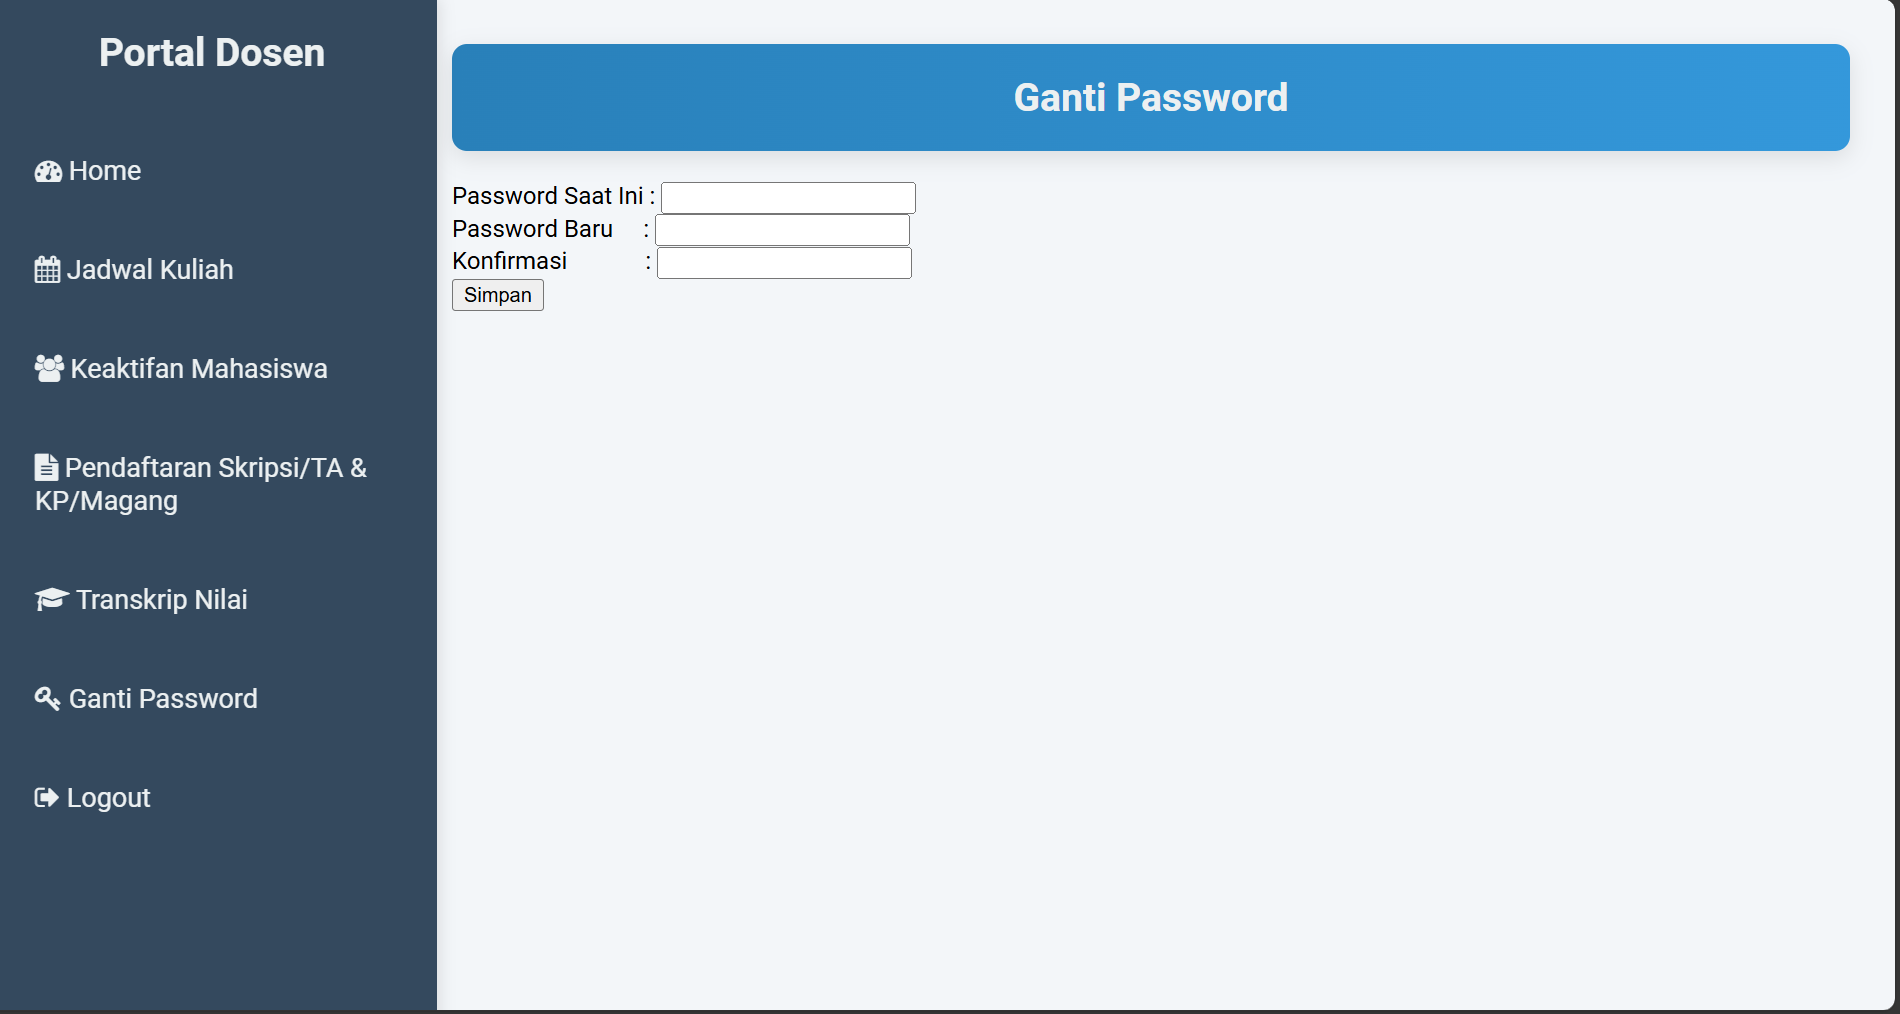 Portal Dosen
Home
Jadwal Kuliah
Keaktifan Mahasiswa
Pendaftaran Skripsi/TA &
KP/Magang
Transkrip Nilai
Ganti Password
Logout
Ganti Password
Password Saat Ini :
Password Baru :
Konfirmasi :
Simpan